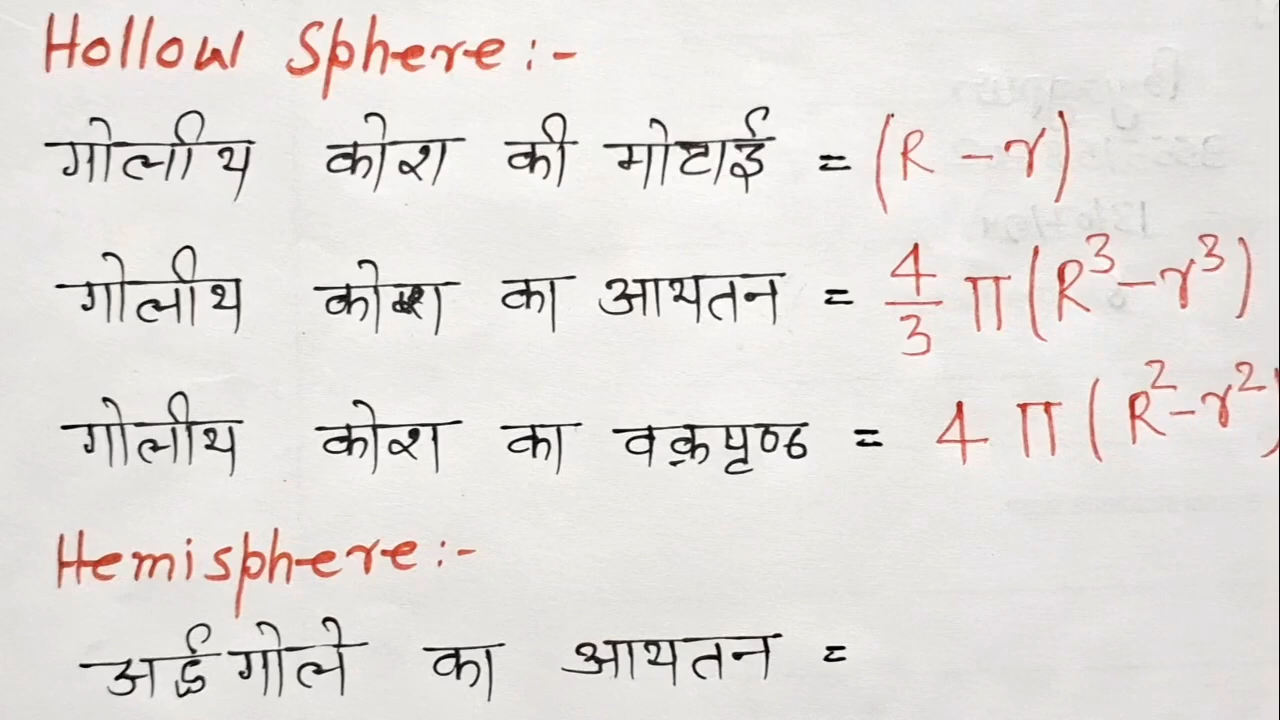 Hollow Sphere :-
गोलीय कोश की मोटाई = (R - r)
गोलीय कोश का आयतन = 4/3 π (R³ - r³)
गोलीय कोश का वक्रपृष्ठ = 4 π (R² - r²)
Hemisphere :-
अर्द्धगोले का आयतन =